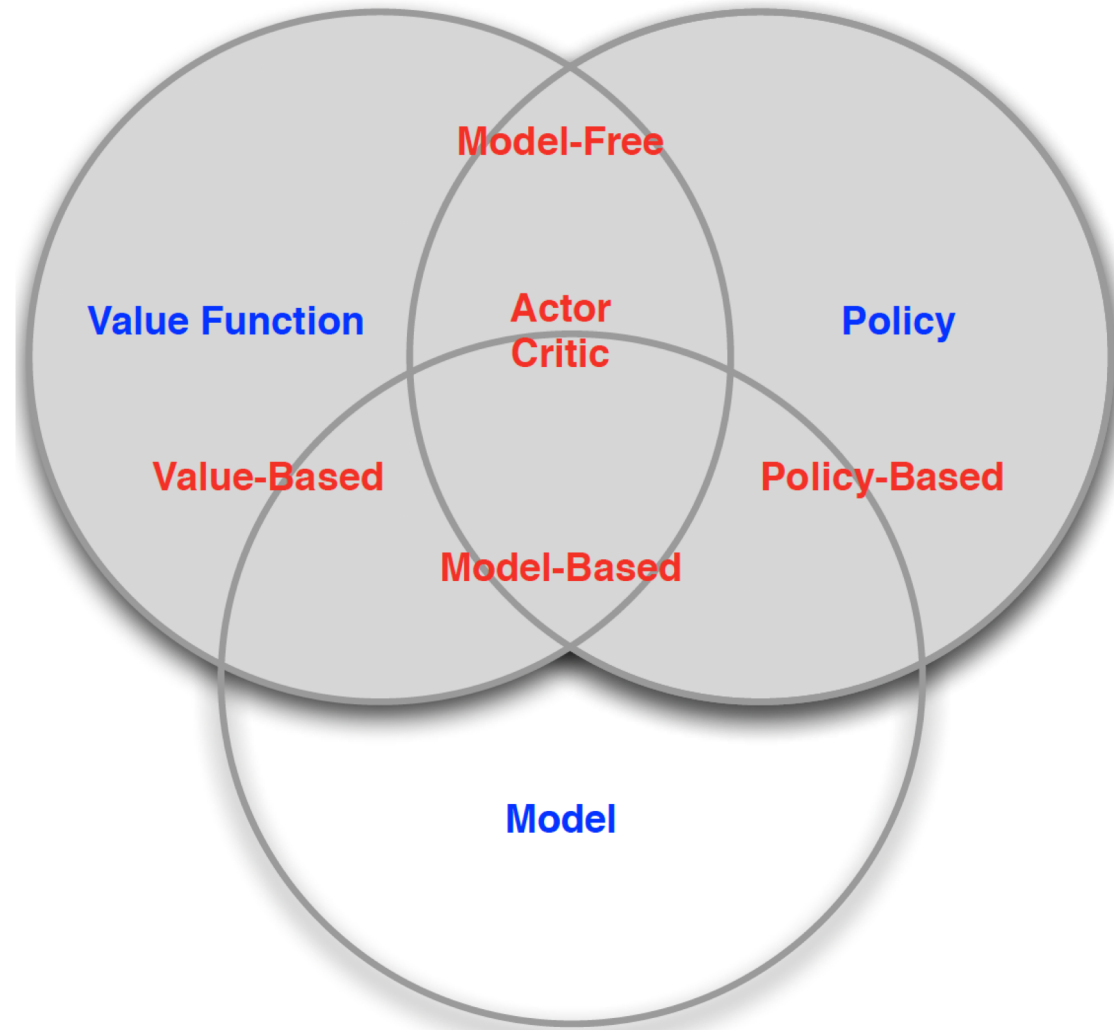 Model-Free
Value Function
Actor
Critic
Policy
Value-Based
Policy-Based
Model-Based
Model